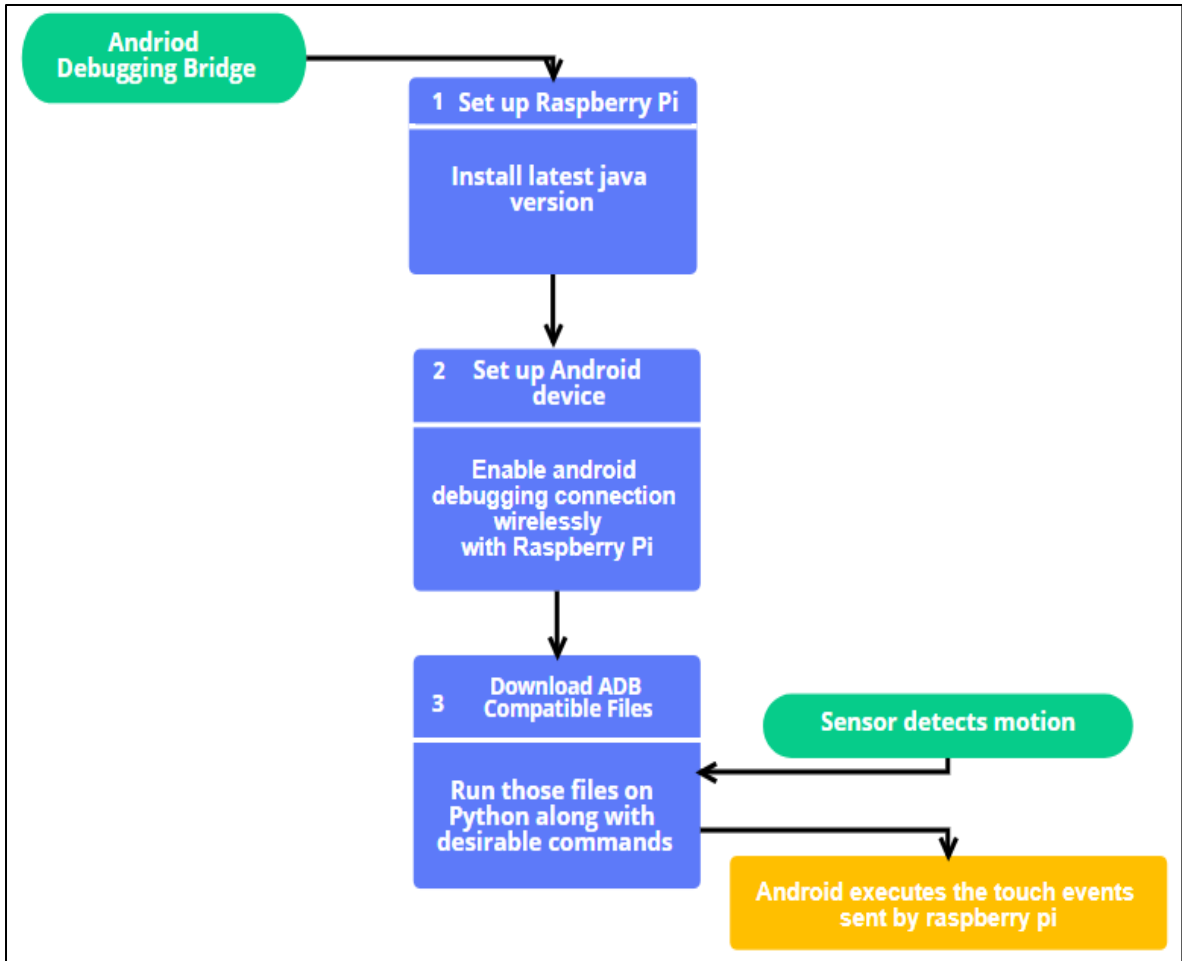 Andriod
Debugging Bridge
1 Set up Raspberry Pi
Install latest java
version
2 Set up Android
device
Enable android
debugging connection
wirelessly
with Raspberry Pi
3 Download ADB
Compatible Files
Sensor detects motion
Run those files on
Python along with
desirable commands
Android executes the touch events
sent by raspberry pi